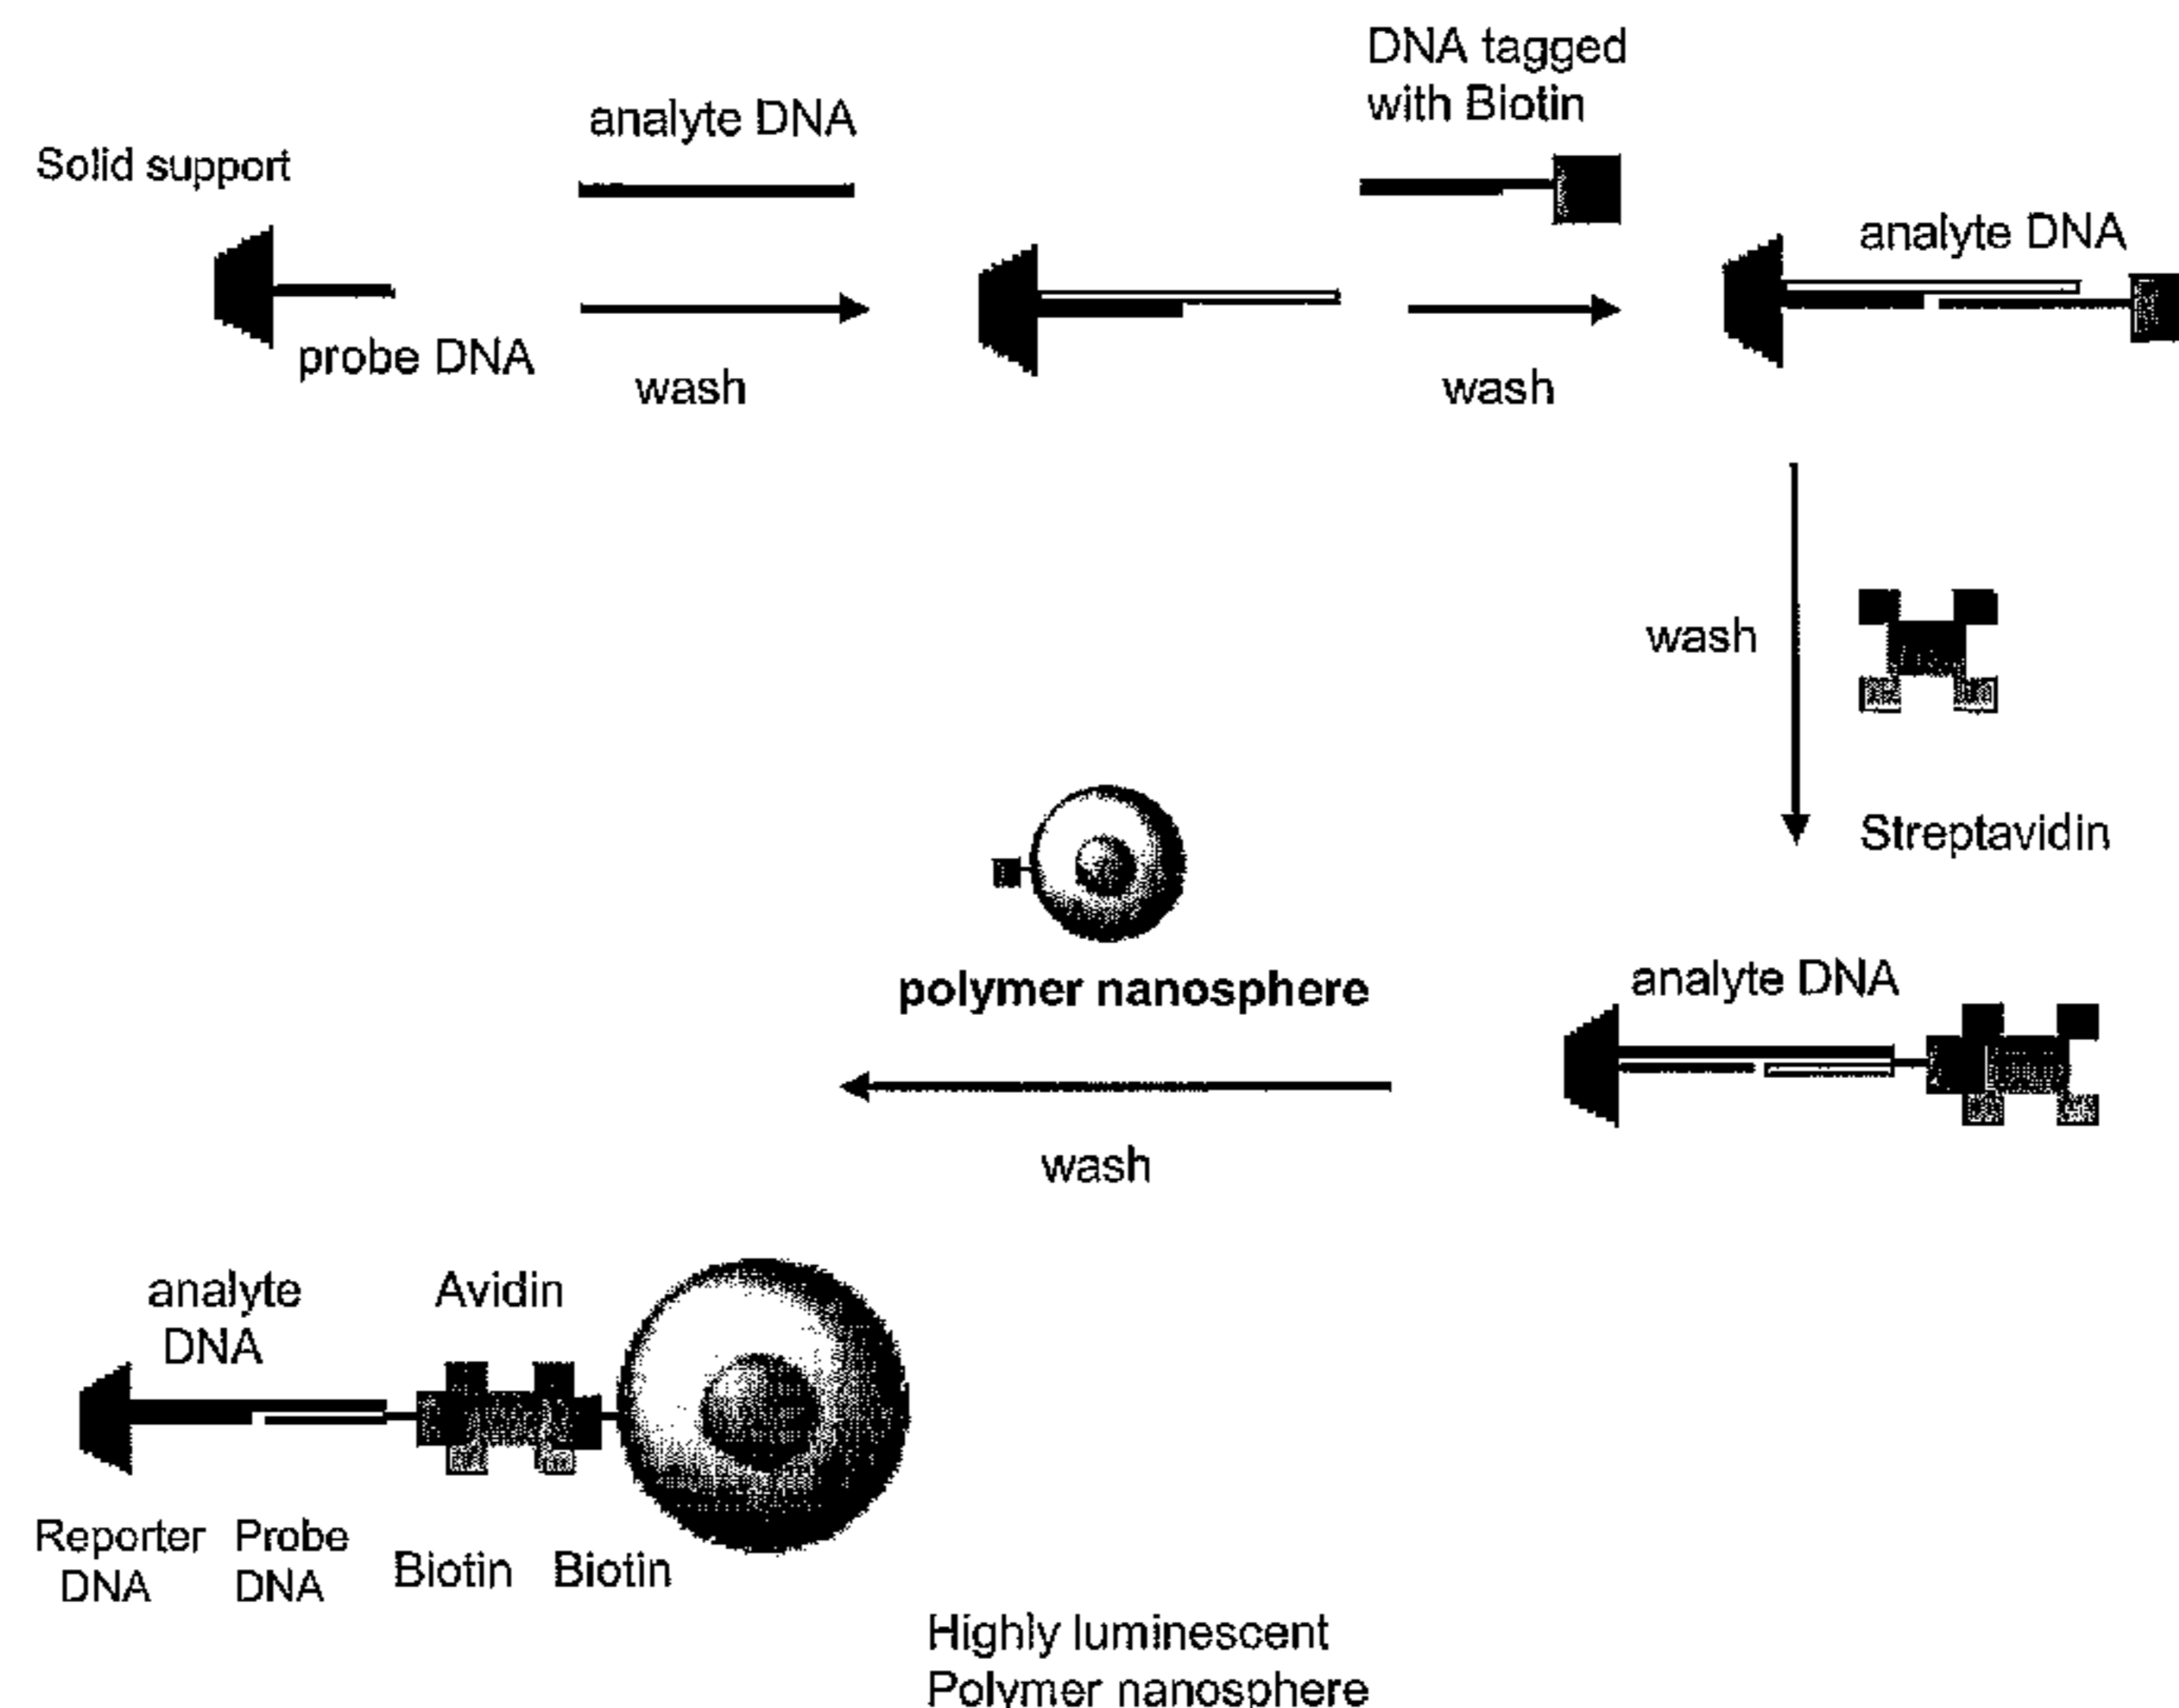 Solid support
probe DNA
analyte DNA
wash
DNA tagged
with Biotin
wash
analyte DNA
wash
Streptavidin
analyte DNA
polymer nanosphere
wash
analyte
DNA
Avidin
Reporter
DNA
Probe
DNA
Biotin
Biotin
Highly luminescent
Polymer nanosphere